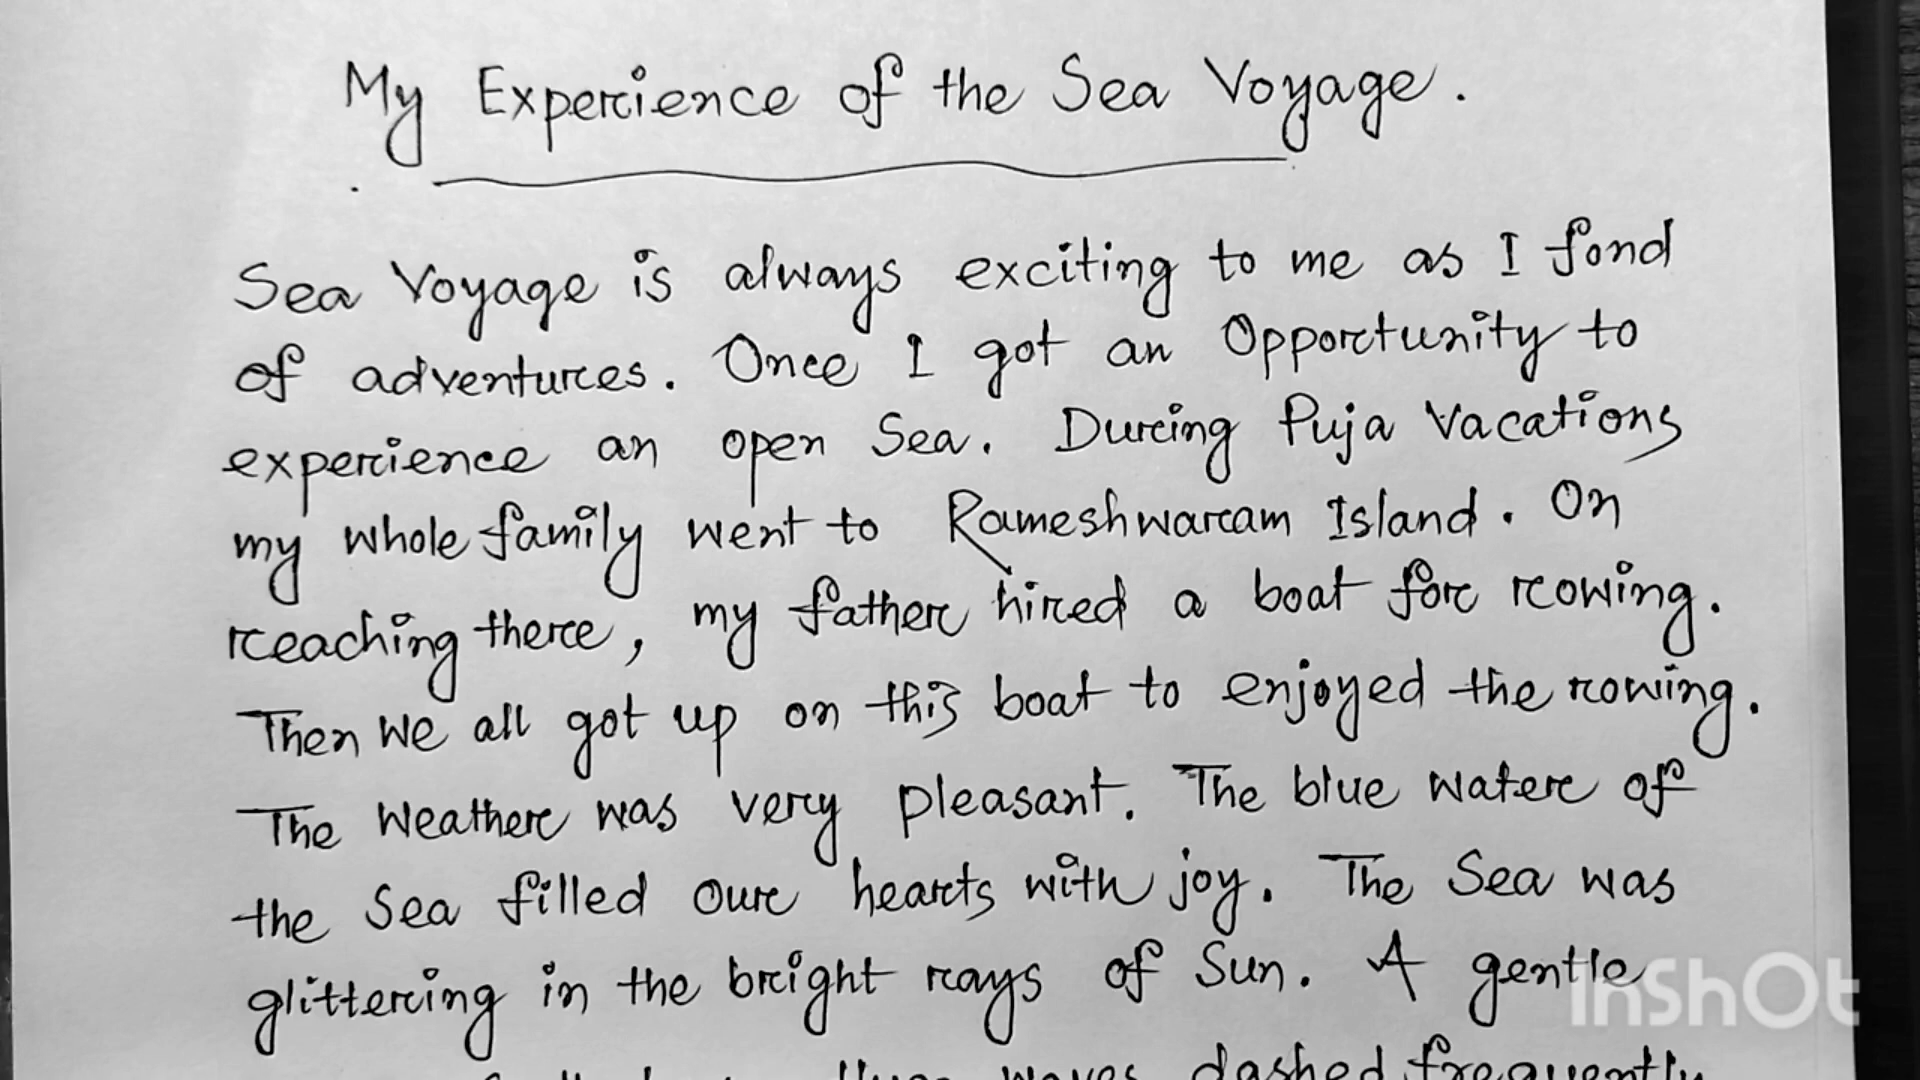 My Experience of the Sea Voyage.
Sea Voyage is always exciting to me as I fond
of adventures. Once I got an Opportunity to
experience an open Sea. During Puja Vacations
my whole family went to Rameshwaram Island. On
reaching there, my father hired a boat for rowing.
Then We all got up on this boat to enjoyed the rowing.
The Weather was very pleasant. The blue Water of
the Sea filled our hearts with joy. The Sea was
glittering in the bright rays of Sun. A gentle
waves dashed frequently
InShOt